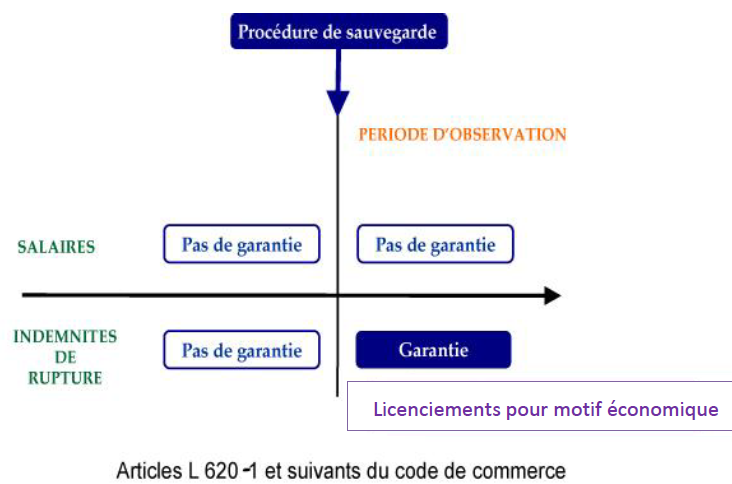 Procédure de sauvegarde
PERIODE D'OBSERVATION
SALAIRES
Pas de garantie
Pas de garantie
INDEMNITES
DE
RUPTURE
Pas de garantie
Garantie
Licenciements pour motif économique
Articles L 620-1 et suivants du code de commerce